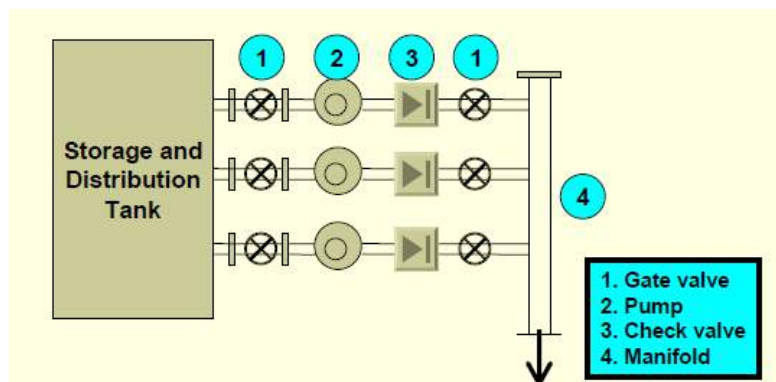 1
2
3
1
Storage and
Distribution
Tank
4
1. Gate valve
2. Pump
3. Check valve
4. Manifold